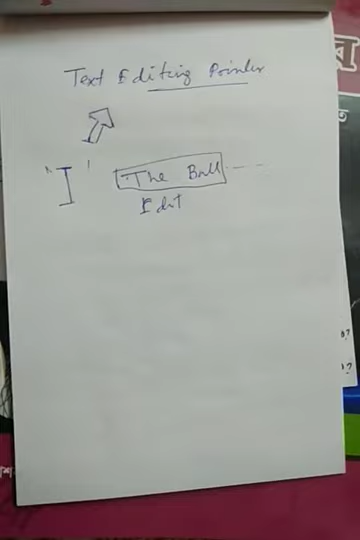 Text Editing Pointer
" I "
The Ball
Edit